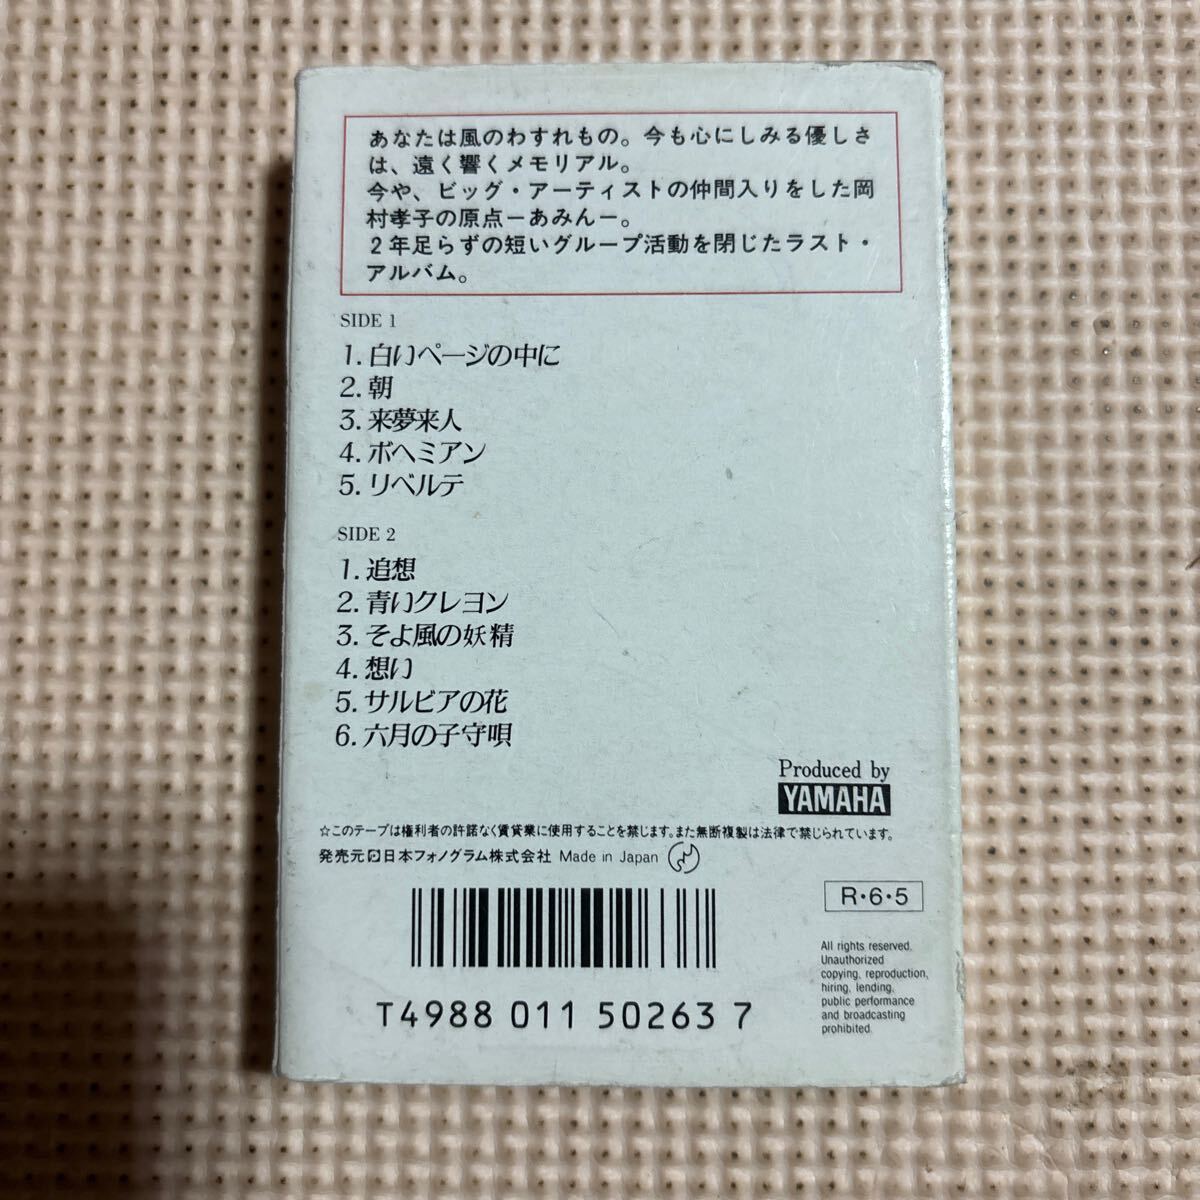 あなたは風のわすれもの。今も心にしみる優しさ
は、遠く響くメモリアル。
今や、ビッグ・アーティストの仲間入りをした岡
村孝子の原点−あみん−。
2年足らずの短いグループ活動を閉じたラスト・
アルバム。
SIDE 1
1. 白いページの中に
2. 朝
3. 来夢来人
4. ボヘミアン
5. リベルテ
SIDE 2
1. 追想
2. 青いクレヨン
3. そよ風の妖精
4. 想い
5. サルビアの花
6. 六月の子守唄
Produced by
YAMAHA
☆このテープは権利者の許諾なく賃貸業に使用することを禁じます。また無断複製は法律で禁じられています。
発売元 日本フォノグラム株式会社 Made in Japan
R・6・5
T4988 011 50263 7
All rights reserved.
Unauthorized
copying, reproduction,
hiring, lending,
public performance
and broadcasting
prohibited.